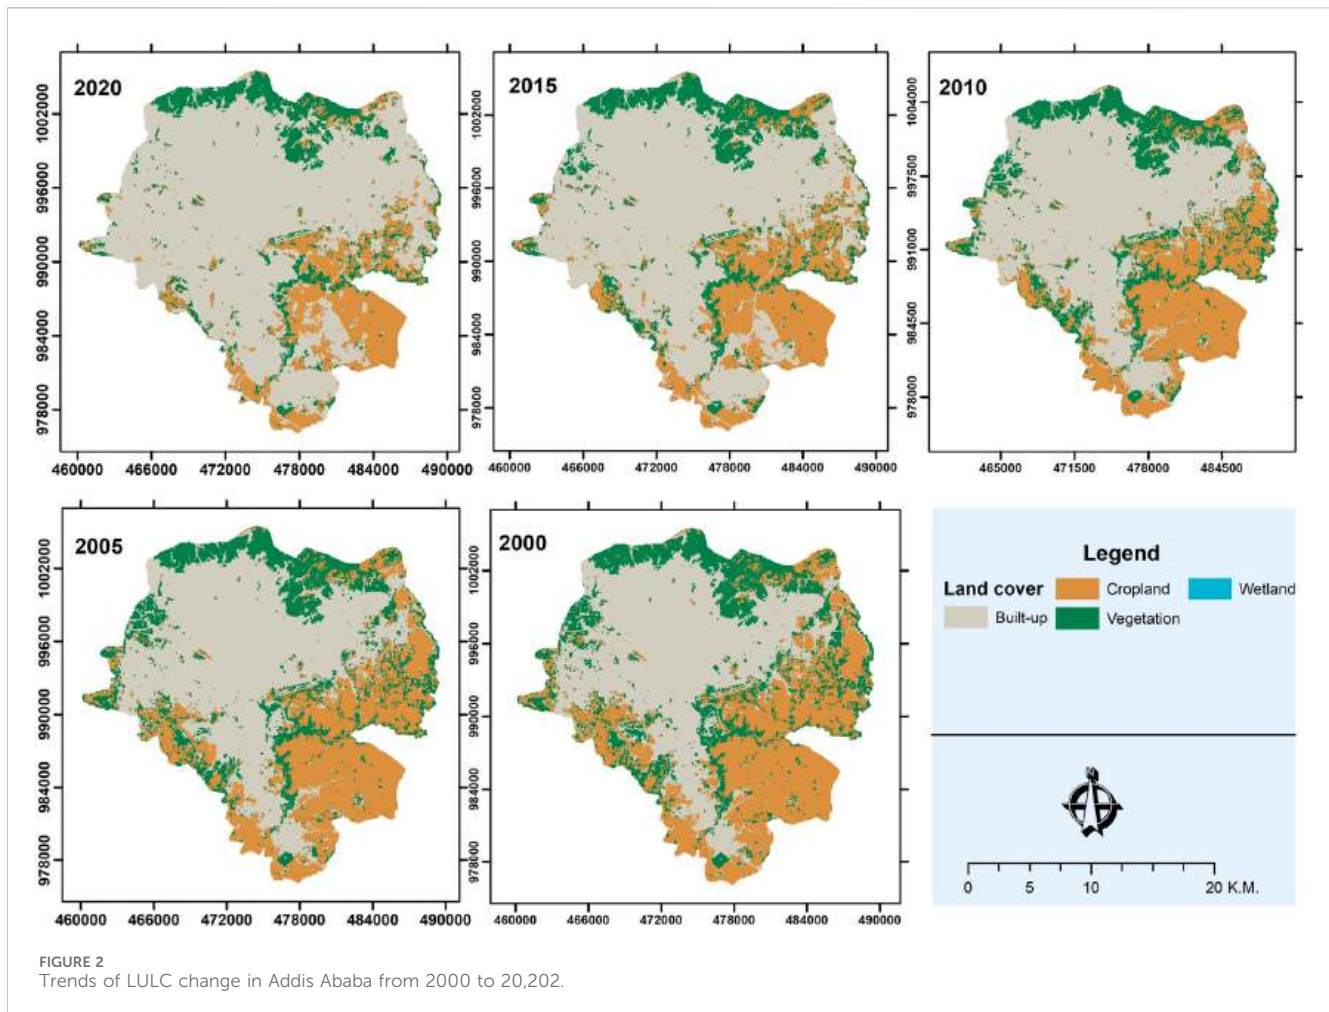 2020
1002000
996000
990000
984000
978000
460000 466000 472000 478000 484000 490000
2015
1002000
996000
990000
984000
978000
460000 466000 472000 478000 484000 490000
2010
1004000
997500
991000
984500
978000
465000 471500 478000 484500
2005
1002000
996000
990000
984000
978000
460000 466000 472000 478000 484000 490000
2000
1002000
996000
990000
984000
978000
460000 466000 472000 478000 484000 490000
Legend
Land cover
Built-up
Cropland
Vegetation
Wetland
N
0 5 10 20 K.M.
FIGURE 2
Trends of LULC change in Addis Ababa from 2000 to 20,202.